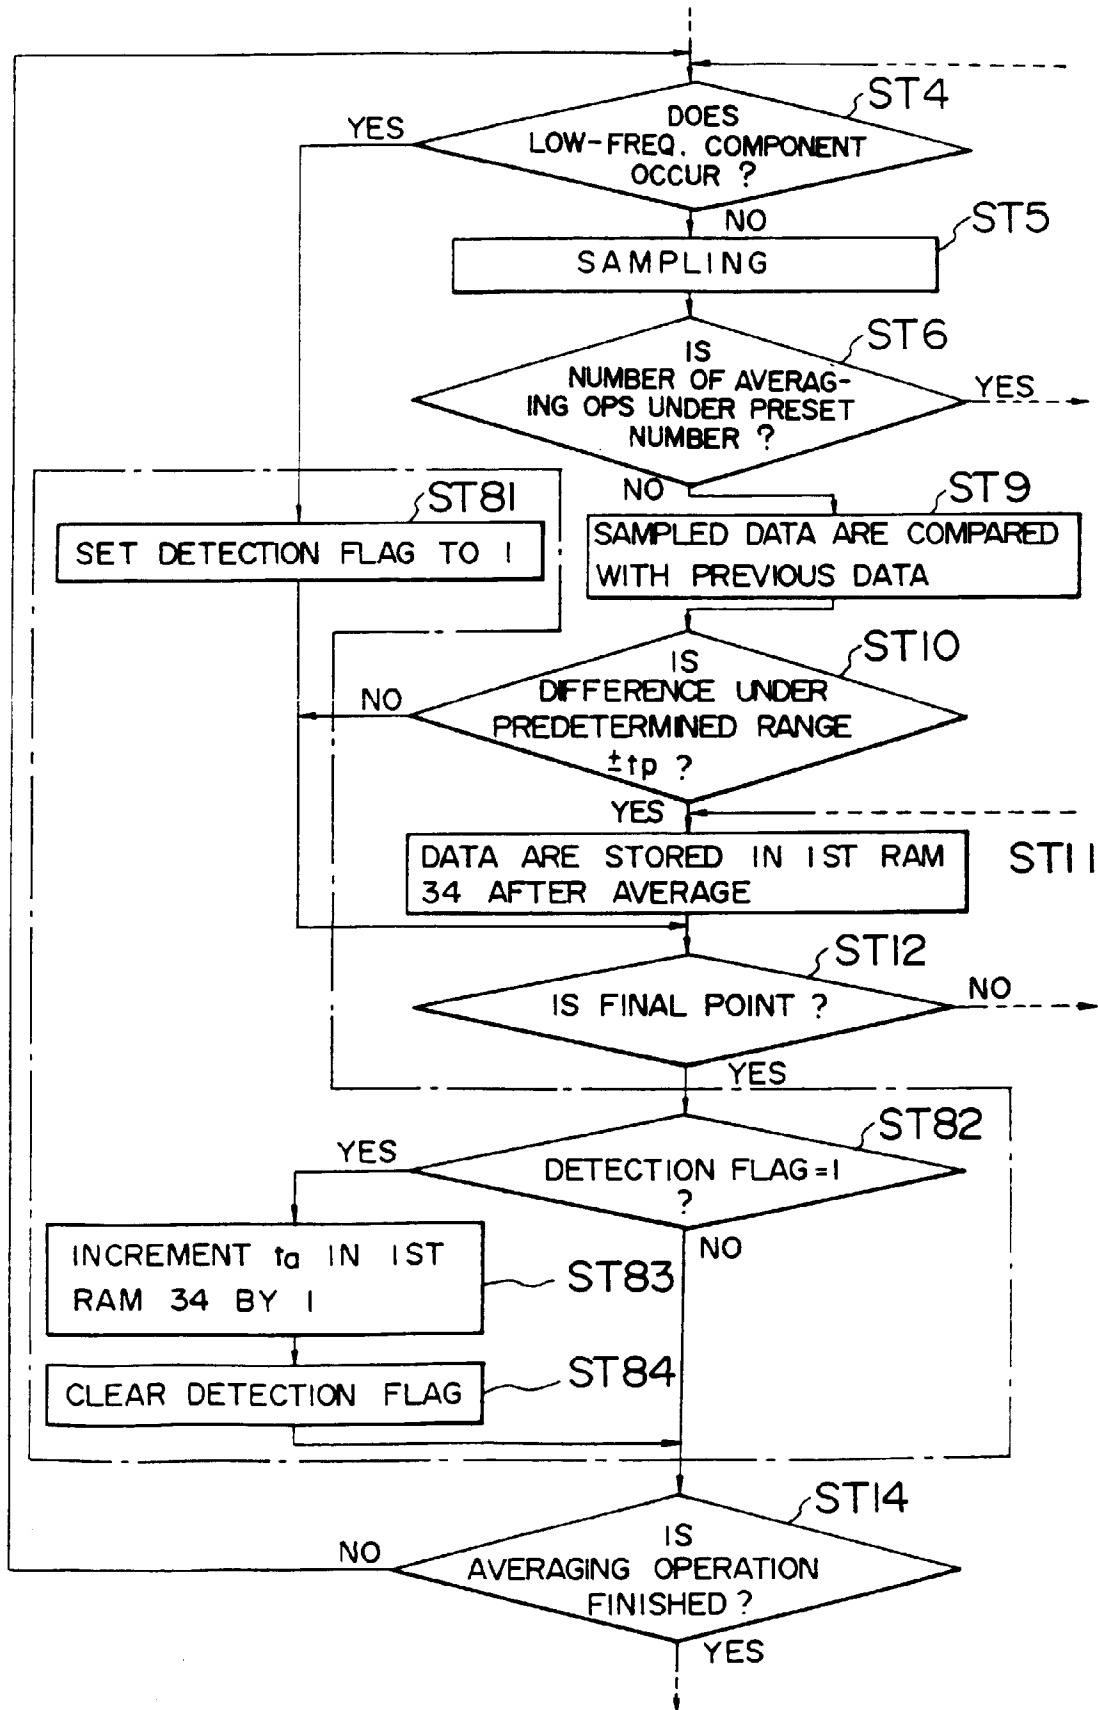 ST4
YES
DOES
LOW-FREQ. COMPONENT
OCCUR ?
NO
ST5
SAMPLING
ST6
IS
NUMBER OF AVERAG-
ING OPS UNDER PRESET
NUMBER ?
YES
NO
ST81
SET DETECTION FLAG TO 1
ST9
SAMPLED DATA ARE COMPARED
WITH PREVIOUS DATA
ST10
IS
DIFFERENCE UNDER
PREDETERMINED RANGE
±tp ?
NO
YES
DATA ARE STORED IN 1ST RAM
34 AFTER AVERAGE
ST11
ST12
IS FINAL POINT ?
NO
YES
ST82
YES
DETECTION FLAG=1
?
NO
INCREMENT ta IN 1ST
RAM 34 BY 1
ST83
CLEAR DETECTION FLAG
ST84
ST14
IS
AVERAGING OPERATION
FINISHED ?
NO
YES